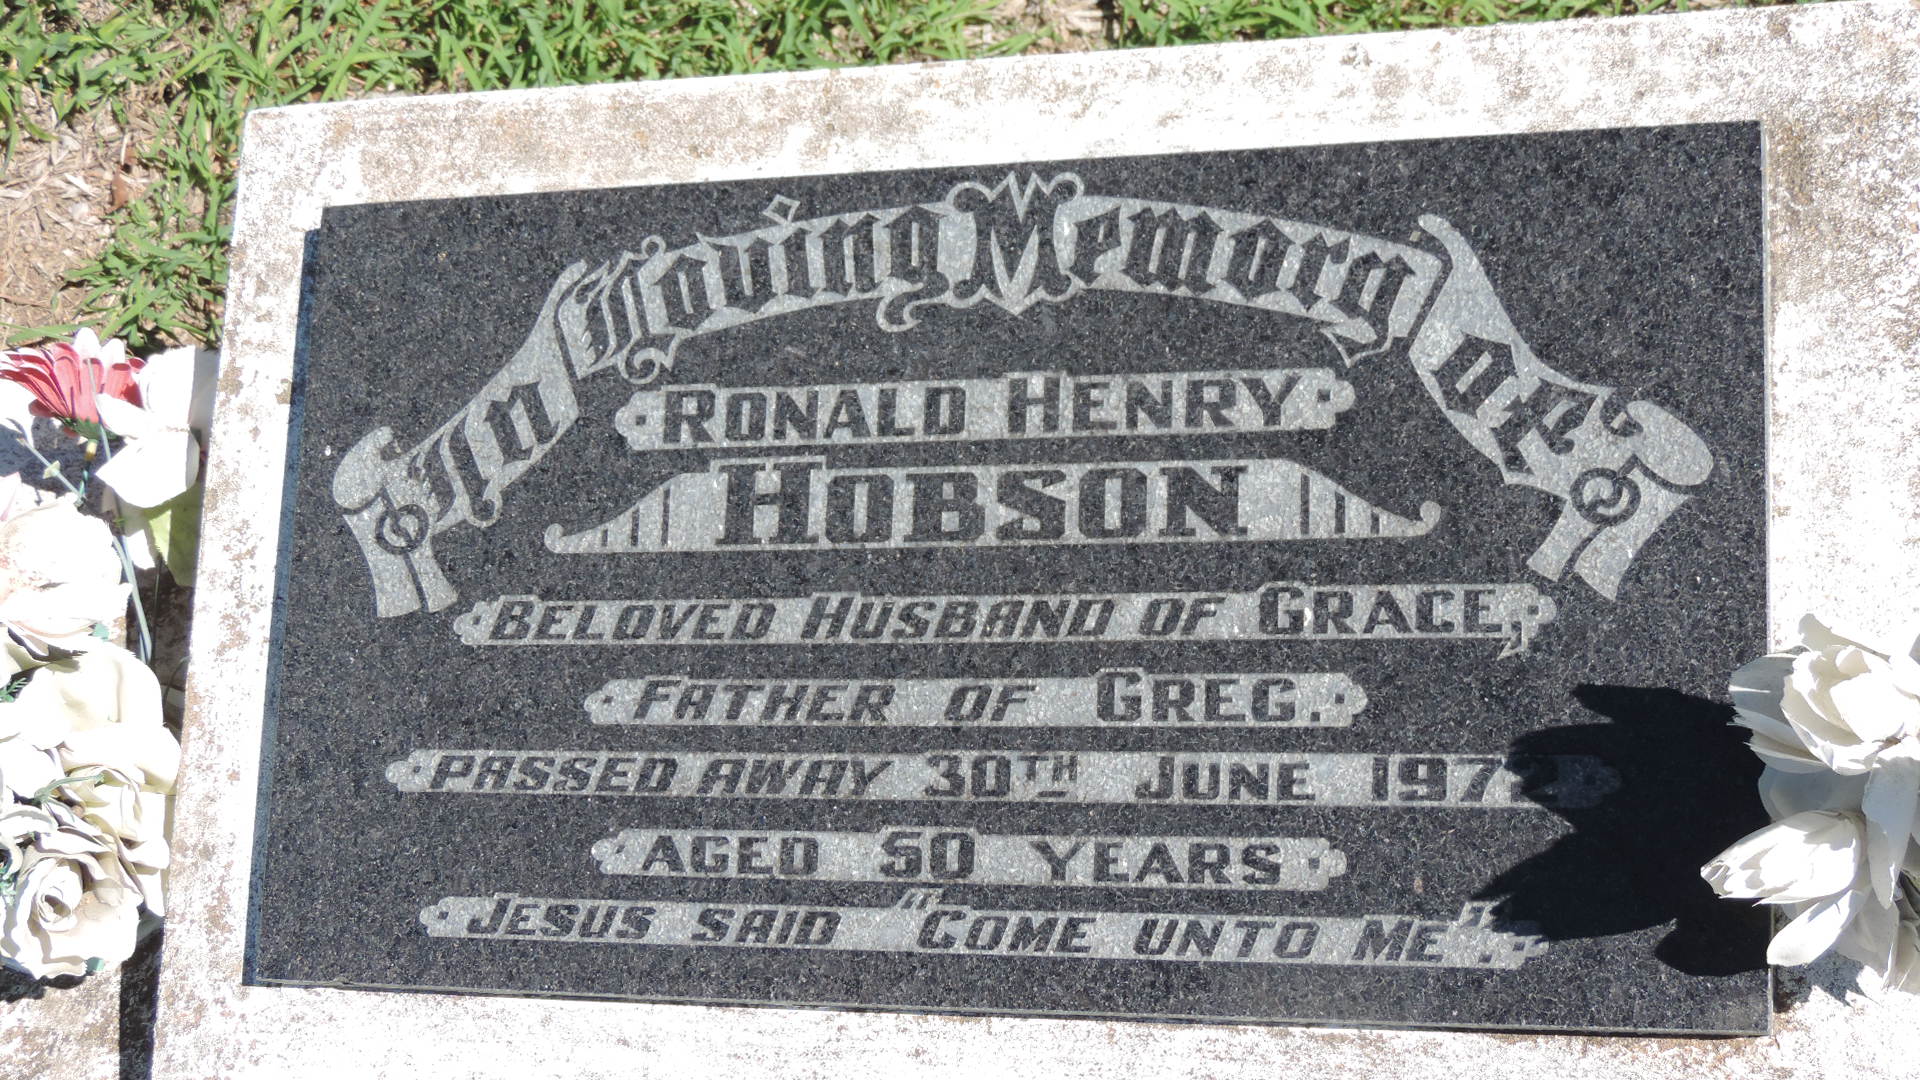 In Loving Memory of
RONALD HENRY
HOBSON
BELOVED HUSBAND OF GRACE,
FATHER OF GREG.
PASSED AWAY 30TH JUNE 1972
AGED 50 YEARS
JESUS SAID "COME UNTO ME".